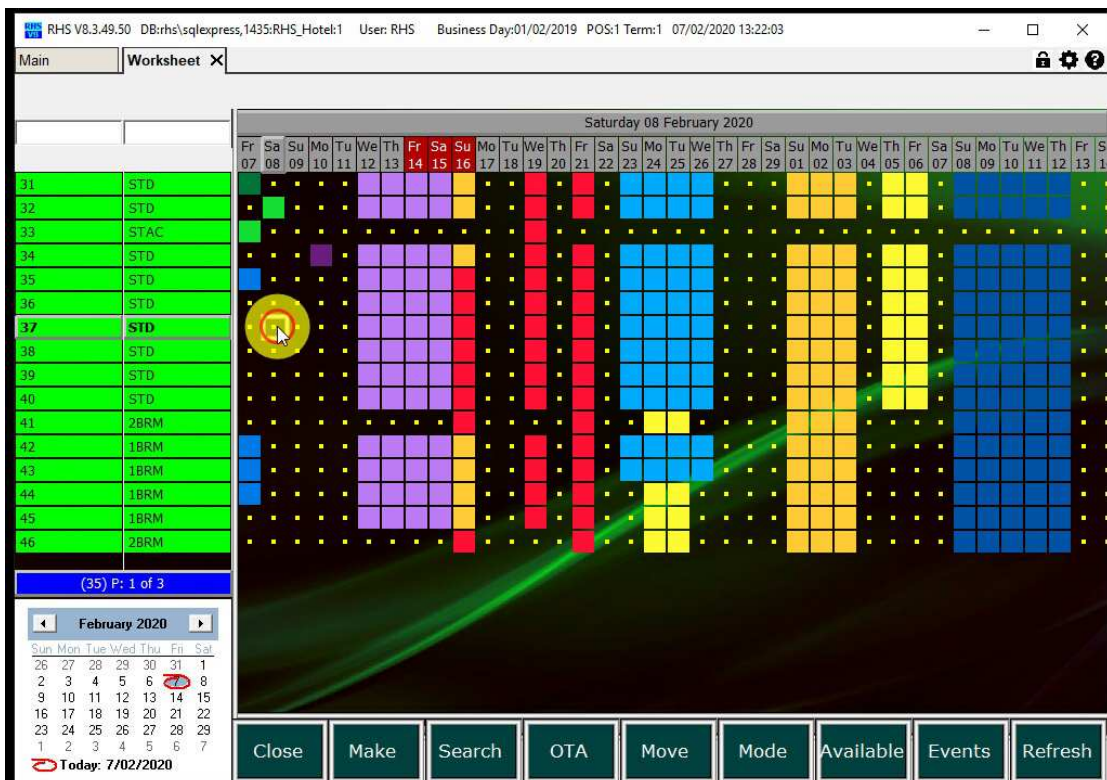 RHS V8 RHS V8.3.49.50 DB:rhs\sqlexpress,1435:RHS_Hotel:1 User: RHS Business Day:01/02/2019 POS:1 Term:1 07/02/2020 13:22:03
Main Worksheet
Saturday 08 February 2020
Fr Sa Su Mo Tu We Th Fr Sa Su Mo Tu We Th Fr Sa Su Mo Tu We Th Fr Sa Su Mo Tu We Th Fr Sa Su Mo Tu We Th Fr S
07 08 09 10 11 12 13 14 15 16 17 18 19 20 21 22 23 24 25 26 27 28 29 01 02 03 04 05 06 07 08 09 10 11 12 13 1
31 STD
32 STD
33 STAC
34 STD
35 STD
36 STD
37 STD
38 STD
39 STD
40 STD
41 2BRM
42 1BRM
43 1BRM
44 1BRM
45 1BRM
46 2BRM
(35) P: 1 of 3
February 2020
Sun Mon Tue Wed Thu Fri Sat
26 27 28 29 30 31 1
2 3 4 5 6 7 8
9 10 11 12 13 14 15
16 17 18 19 20 21 22
23 24 25 26 27 28 29
1 2 3 4 5 6 7
Today: 7/02/2020
Close Make Search OTA Move Mode Available Events Refresh